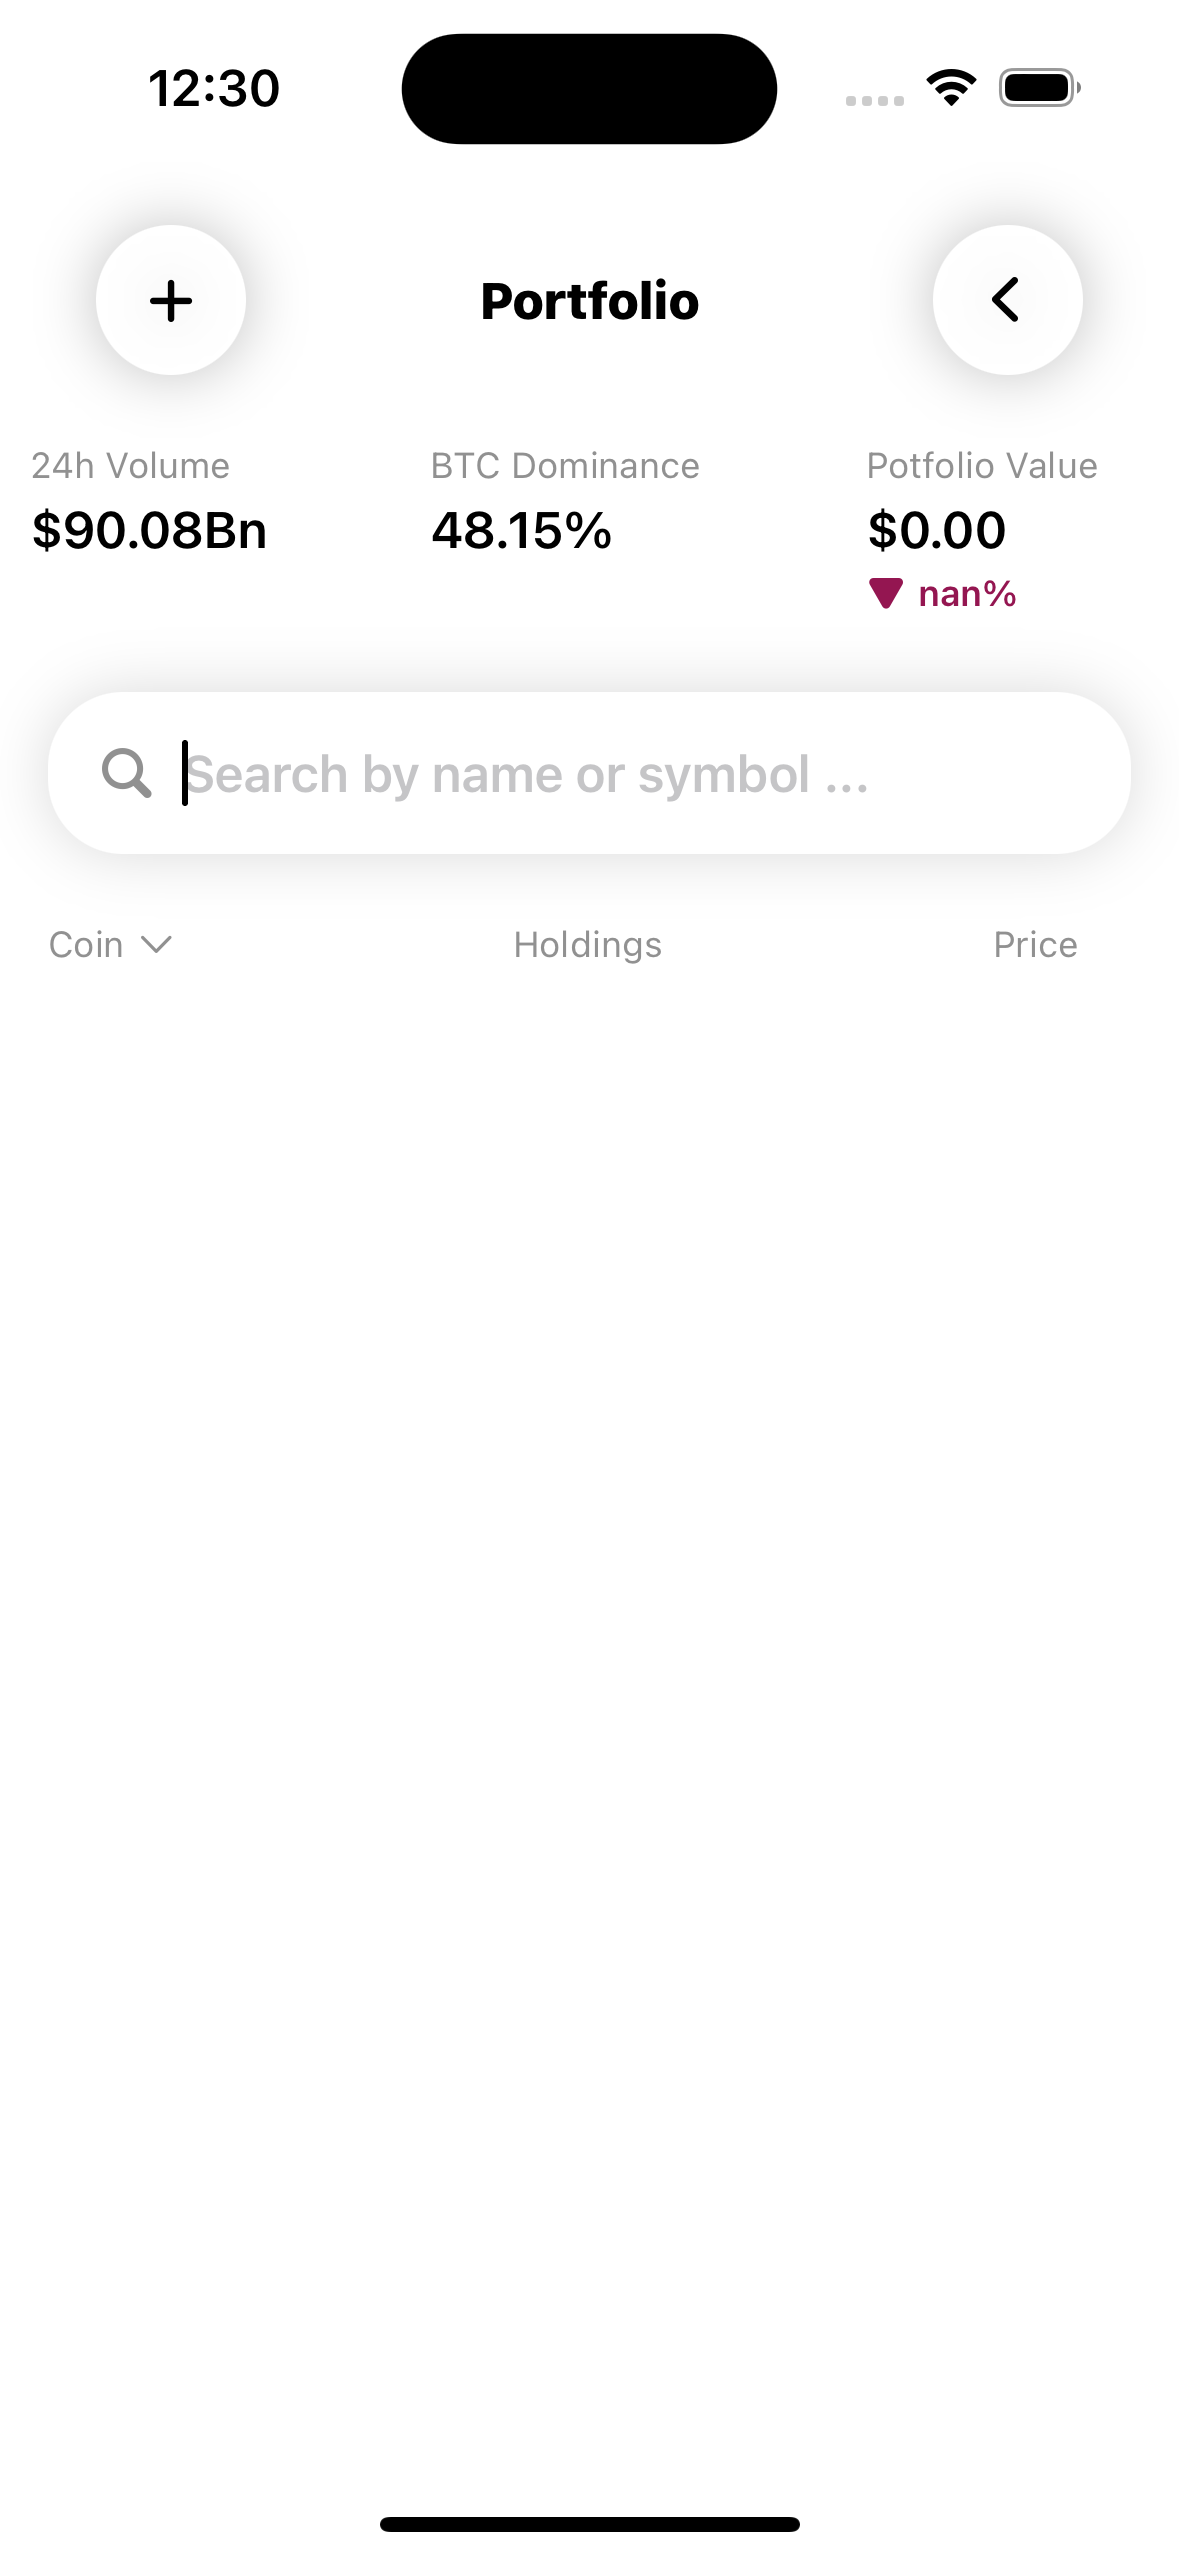 12:30
Portfolio
24h Volume BTC Dominance Potfolio Value
$90.08Bn 48.15% $0.00
nan%
Search by name or symbol ...
Coin Holdings Price